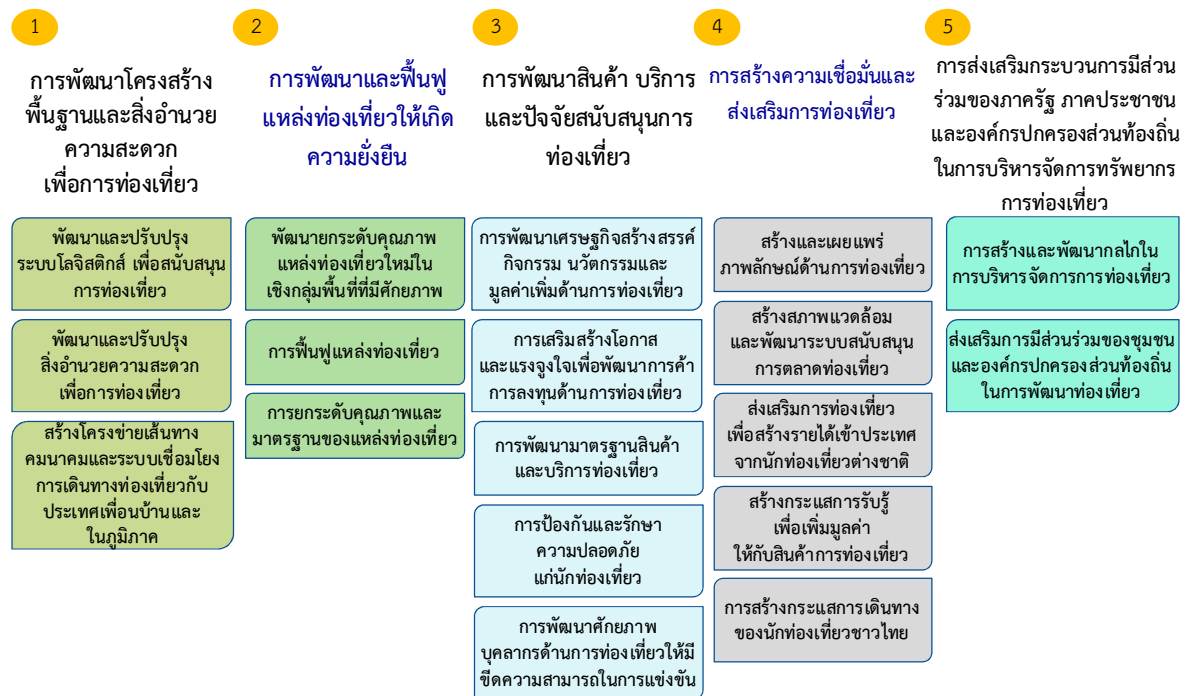 1
การพัฒนาโครงสร้าง
พื้นฐานและสิ่งอำนวย
ความสะดวก
เพื่อการท่องเที่ยว
พัฒนาและปรับปรุง
ระบบโลจิสติกส์ เพื่อสนับสนุน
การท่องเที่ยว
พัฒนาและปรับปรุง
สิ่งอำนวยความสะดวก
เพื่อการท่องเที่ยว
สร้างโครงข่ายเส้นทาง
คมนาคมและระบบเชื่อมโยง
การเดินทางท่องเที่ยวกับ
ประเทศเพื่อนบ้านและ
ในภูมิภาค
2
การพัฒนาและฟื้นฟู
แหล่งท่องเที่ยวให้เกิด
ความยั่งยืน
พัฒนายกระดับคุณภาพ
แหล่งท่องเที่ยวใหม่ใน
เชิงกลุ่มพื้นที่ที่มีศักยภาพ
การฟื้นฟูแหล่งท่องเที่ยว
การยกระดับคุณภาพและ
มาตรฐานของแหล่งท่องเที่ยว
3
การพัฒนาสินค้า บริการ
และปัจจัยสนับสนุนการ
ท่องเที่ยว
การพัฒนาเศรษฐกิจสร้างสรรค์
กิจกรรม นวัตกรรมและ
มูลค่าเพิ่มด้านการท่องเที่ยว
การเสริมสร้างโอกาส
และแรงจูงใจเพื่อพัฒนาการค้า
การลงทุนด้านการท่องเที่ยว
การพัฒนามาตรฐานสินค้า
และบริการท่องเที่ยว
การป้องกันและรักษา
ความปลอดภัย
แก่นักท่องเที่ยว
การพัฒนาศักยภาพ
บุคลากรด้านการท่องเที่ยวให้มี
ขีดความสามารถในการแข่งขัน
4
การสร้างความเชื่อมั่นและ
ส่งเสริมการท่องเที่ยว
สร้างและเผยแพร่
ภาพลักษณ์ด้านการท่องเที่ยว
สร้างสภาพแวดล้อม
และพัฒนาระบบสนับสนุน
การตลาดท่องเที่ยว
ส่งเสริมการท่องเที่ยว
เพื่อสร้างรายได้เข้าประเทศ
จากนักท่องเที่ยวต่างชาติ
สร้างกระแสการรับรู้
เพื่อเพิ่มมูลค่า
ให้กับสินค้าการท่องเที่ยว
การสร้างกระแสการเดินทาง
ของนักท่องเที่ยวชาวไทย
5
การส่งเสริมกระบวนการมีส่วน
ร่วมของภาครัฐ ภาคประชาชน
และองค์กรปกครองส่วนท้องถิ่น
ในการบริหารจัดการทรัพยากร
การท่องเที่ยว
การสร้างและพัฒนากลไกใน
การบริหารจัดการการท่องเที่ยว
ส่งเสริมการมีส่วนร่วมของชุมชน
และองค์กรปกครองส่วนท้องถิ่น
ในการพัฒนาท่องเที่ยว